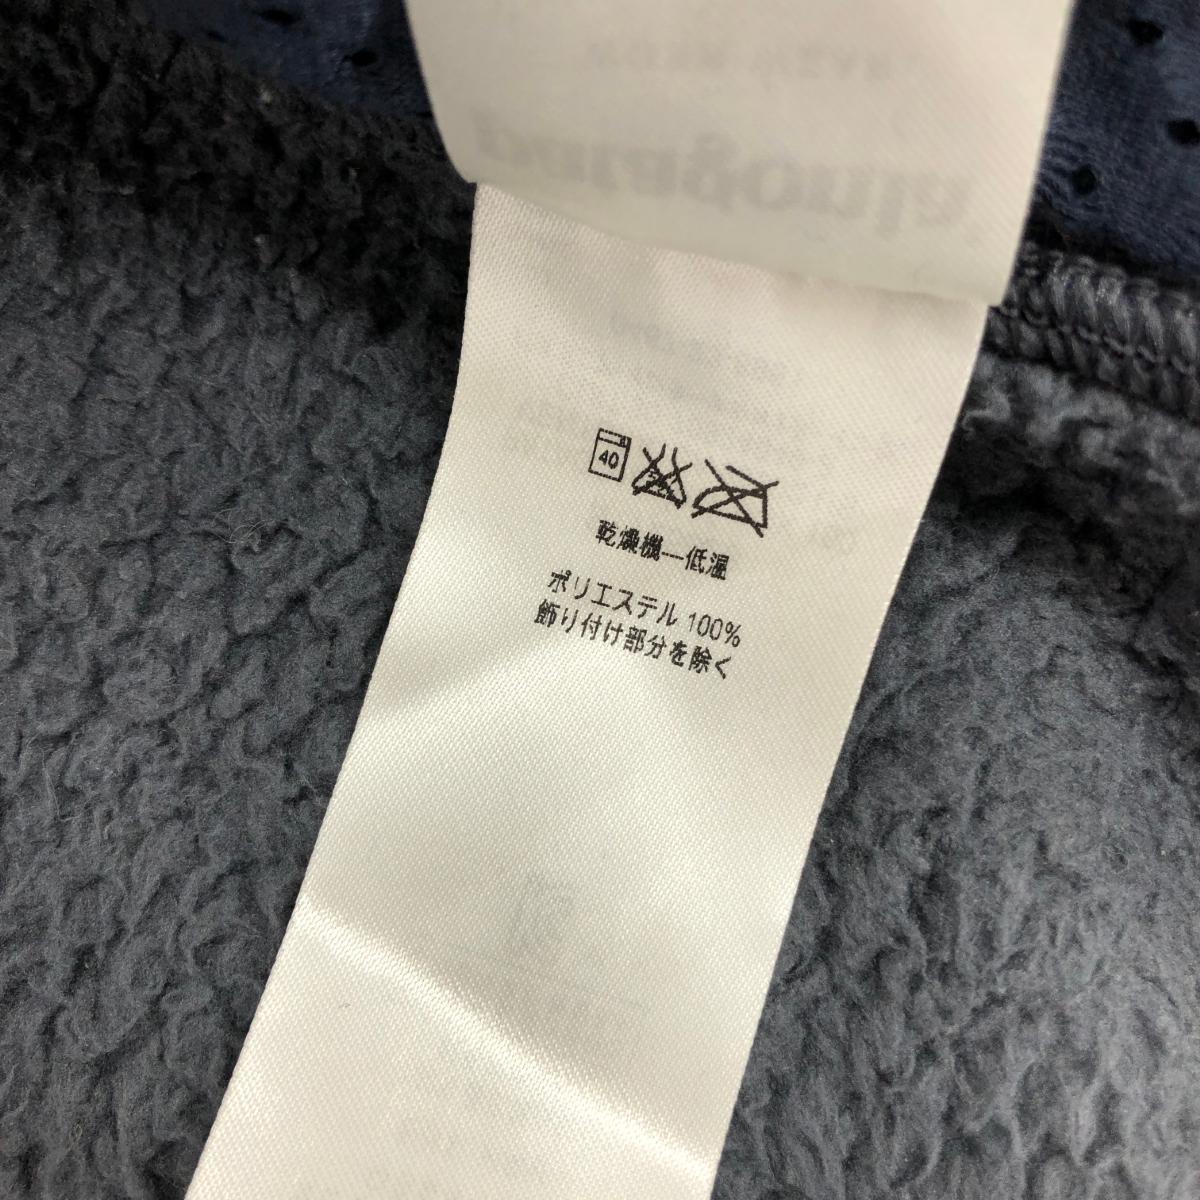 40
乾燥機—低温
ポリエステル 100%
飾り付け部分を除く